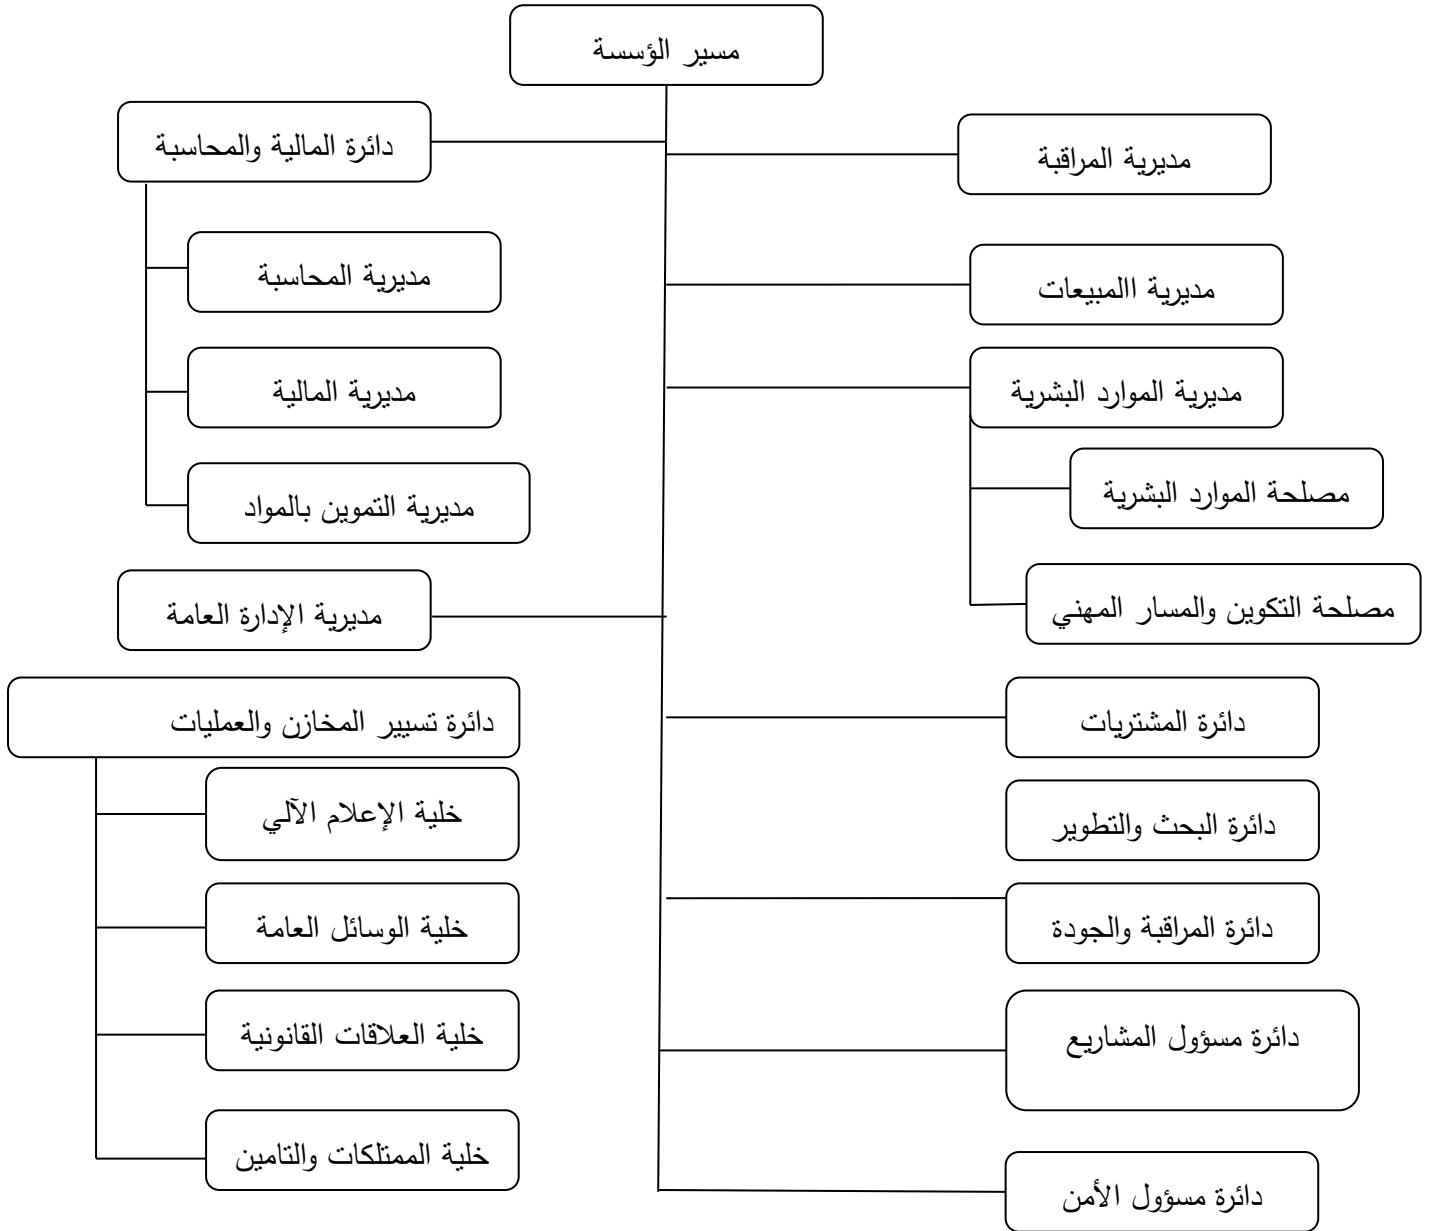 مسير الؤسسة
مديرية المراقبة
دائرة المالية والمحاسبة
مديرية االمبيعات
مديرية المحاسبة
مديرية الموارد البشرية
مديرية المالية
مصلحة الموارد البشرية
مديرية التموين بالمواد
مصلحة التكوين والمسار المهني
مديرية الإدارة العامة
دائرة المشتريات
دائرة تسيير المخازن والعمليات
دائرة البحث والتطوير
خلية الإعلام الآلي
دائرة المراقبة والجودة
خلية الوسائل العامة
دائرة مسؤول المشاريع
خلية العلاقات القانونية
خلية الممتلكات والتامين
دائرة مسؤول الأمن